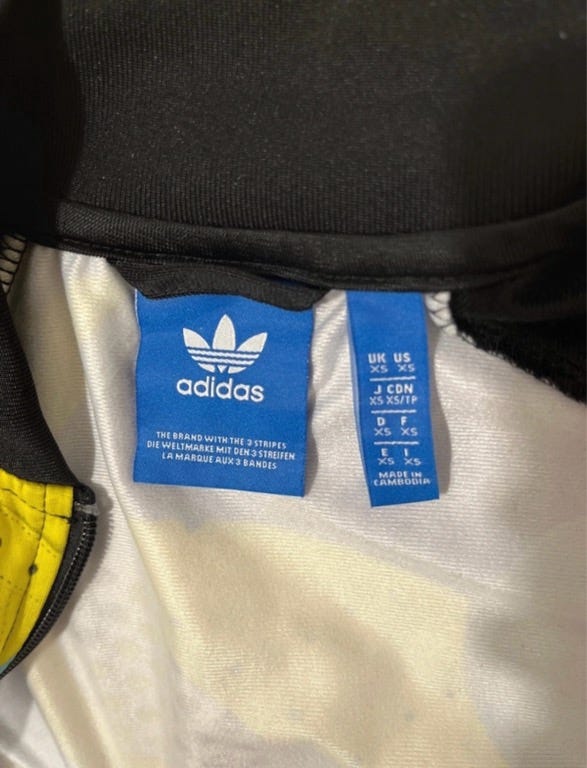 adidas
THE BRAND WITH THE 3 STRIPES
DIE WELTMARKE MIT DEN 3 STREIFEN
LA MARQUE AUX 3 BANDES
UK US
XS XS
J CDN
XS XS/TP
D F
XS XS
E I
XS XS
MADE IN
CAMBODIA